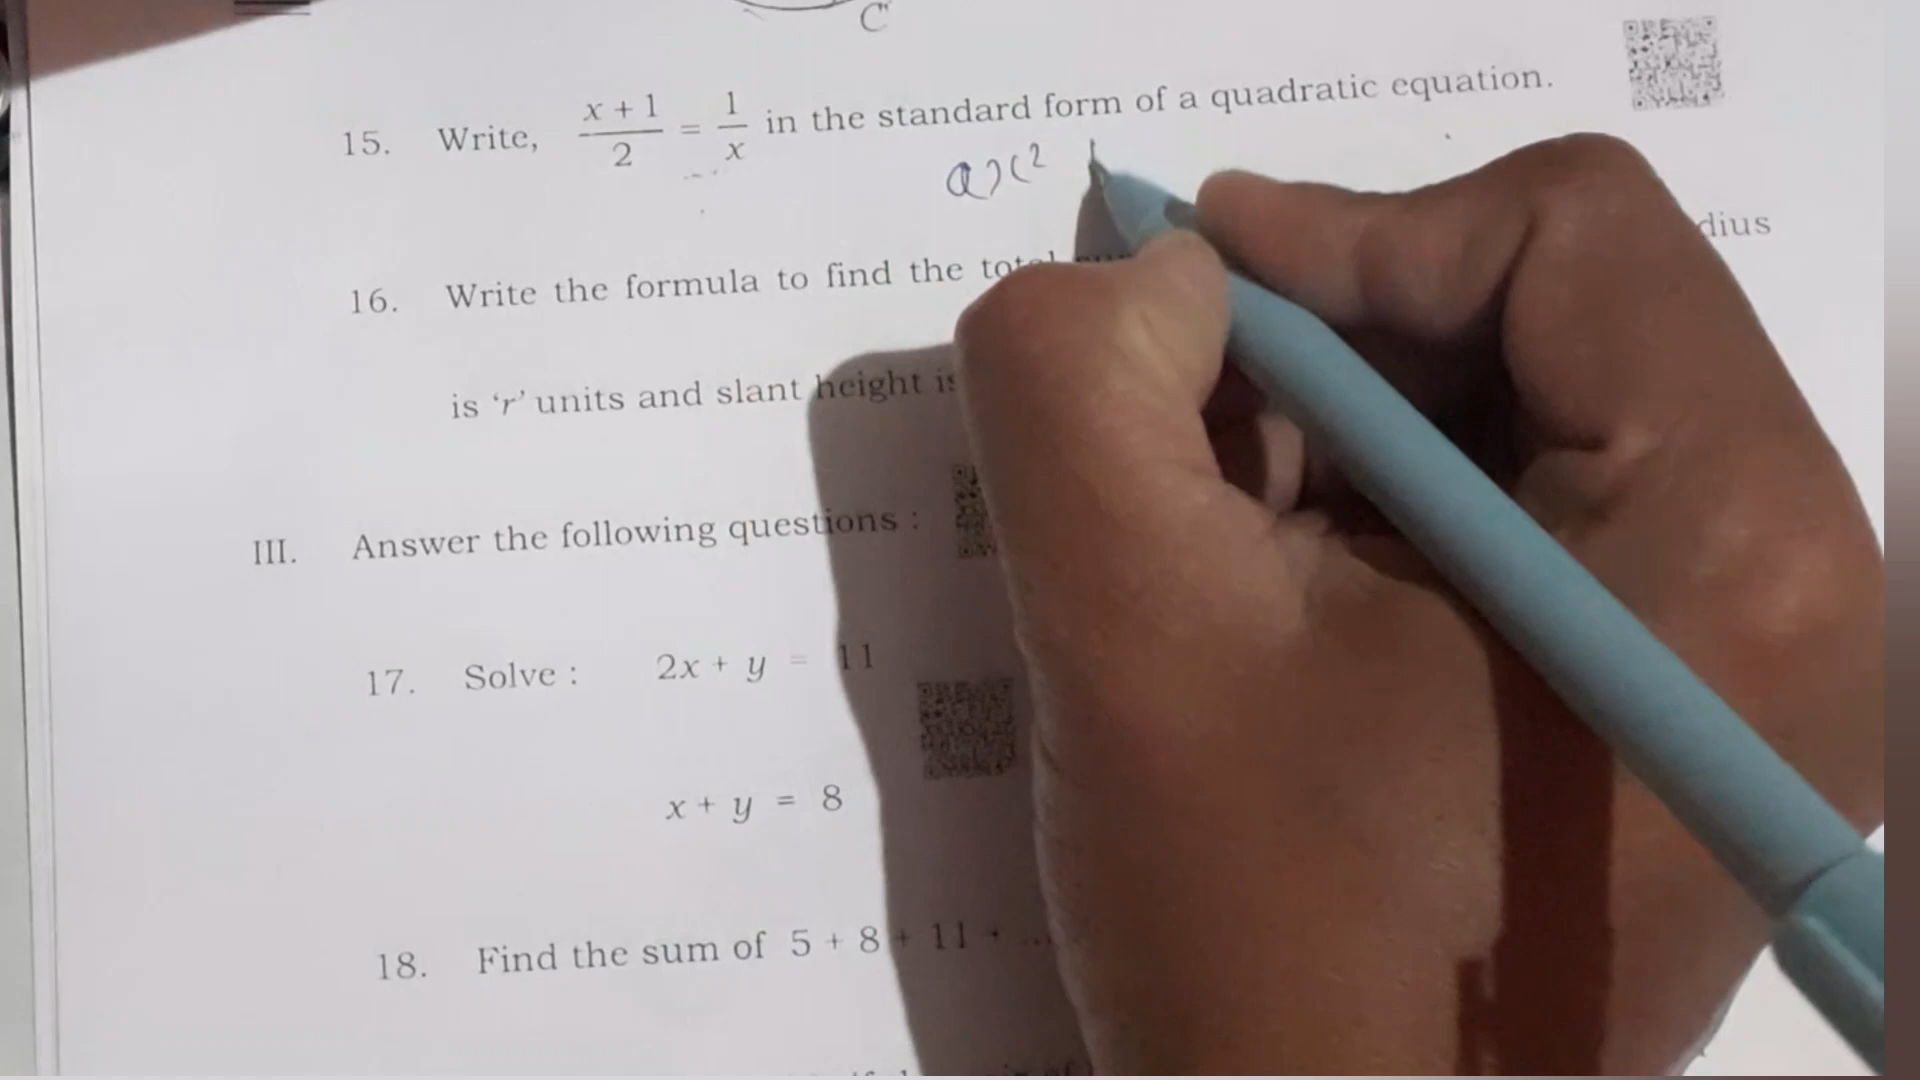 C
15. Write, x + 1 / 2 = 1 / x in the standard form of a quadratic equation.
ax²
16. Write the formula to find the total dius
is ‘r’ units and slant height is
III. Answer the following questions :
17. Solve : 2x + y = 11
x + y = 8
18. Find the sum of 5 + 8 + 11 + ...